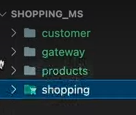 SHOPPING_MS
customer
gateway
products
shopping